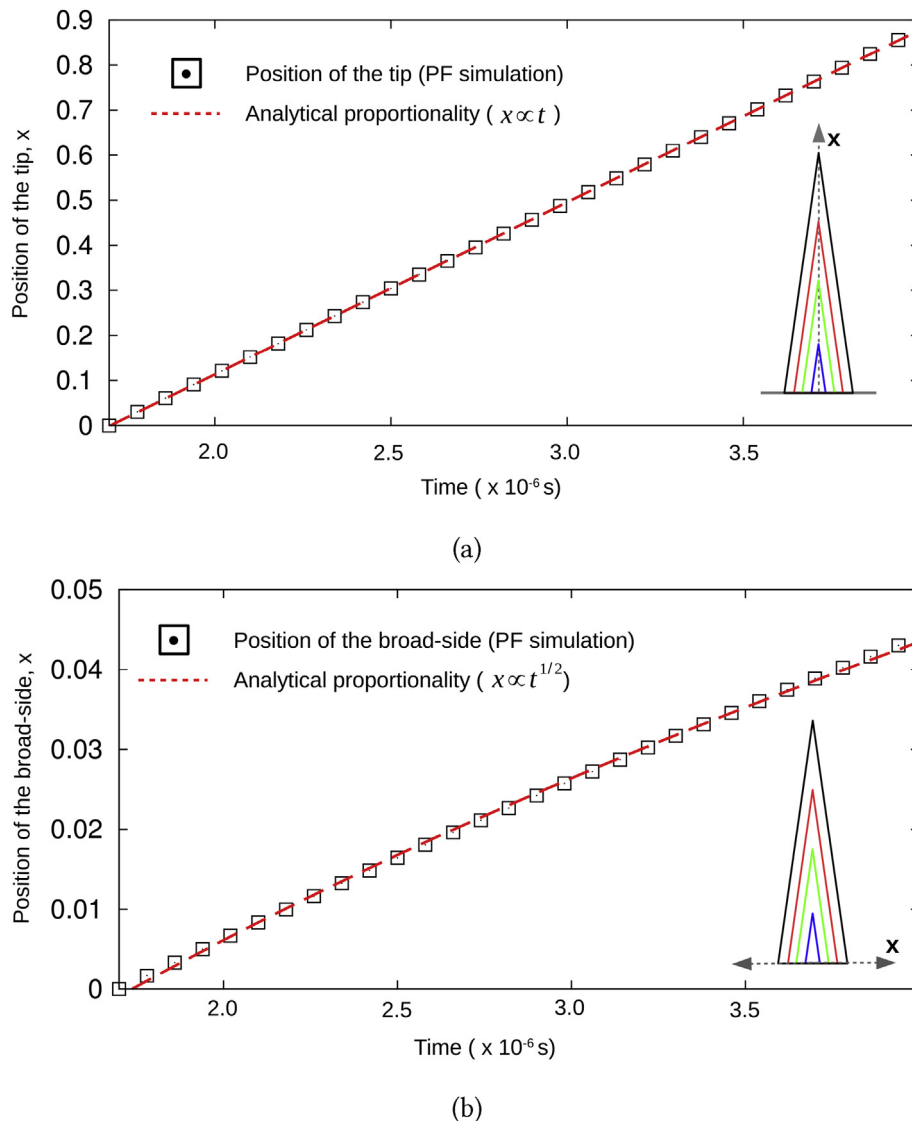 0.9
0.8
0.7
0.6
0.5
0.4
0.3
0.2
0.1
0
Position of the tip, x
Position of the tip (PF simulation)
Analytical proportionality ( x∝t )
x
2.0 2.5 3.0 3.5
Time ( x 10⁻⁶ s)
(a)
0.05
0.04
0.03
0.02
0.01
0
Position of the broad-side, x
Position of the broad-side (PF simulation)
Analytical proportionality ( x∝t^{1/2})
x
2.0 2.5 3.0 3.5
Time ( x 10⁻⁶ s)
(b)